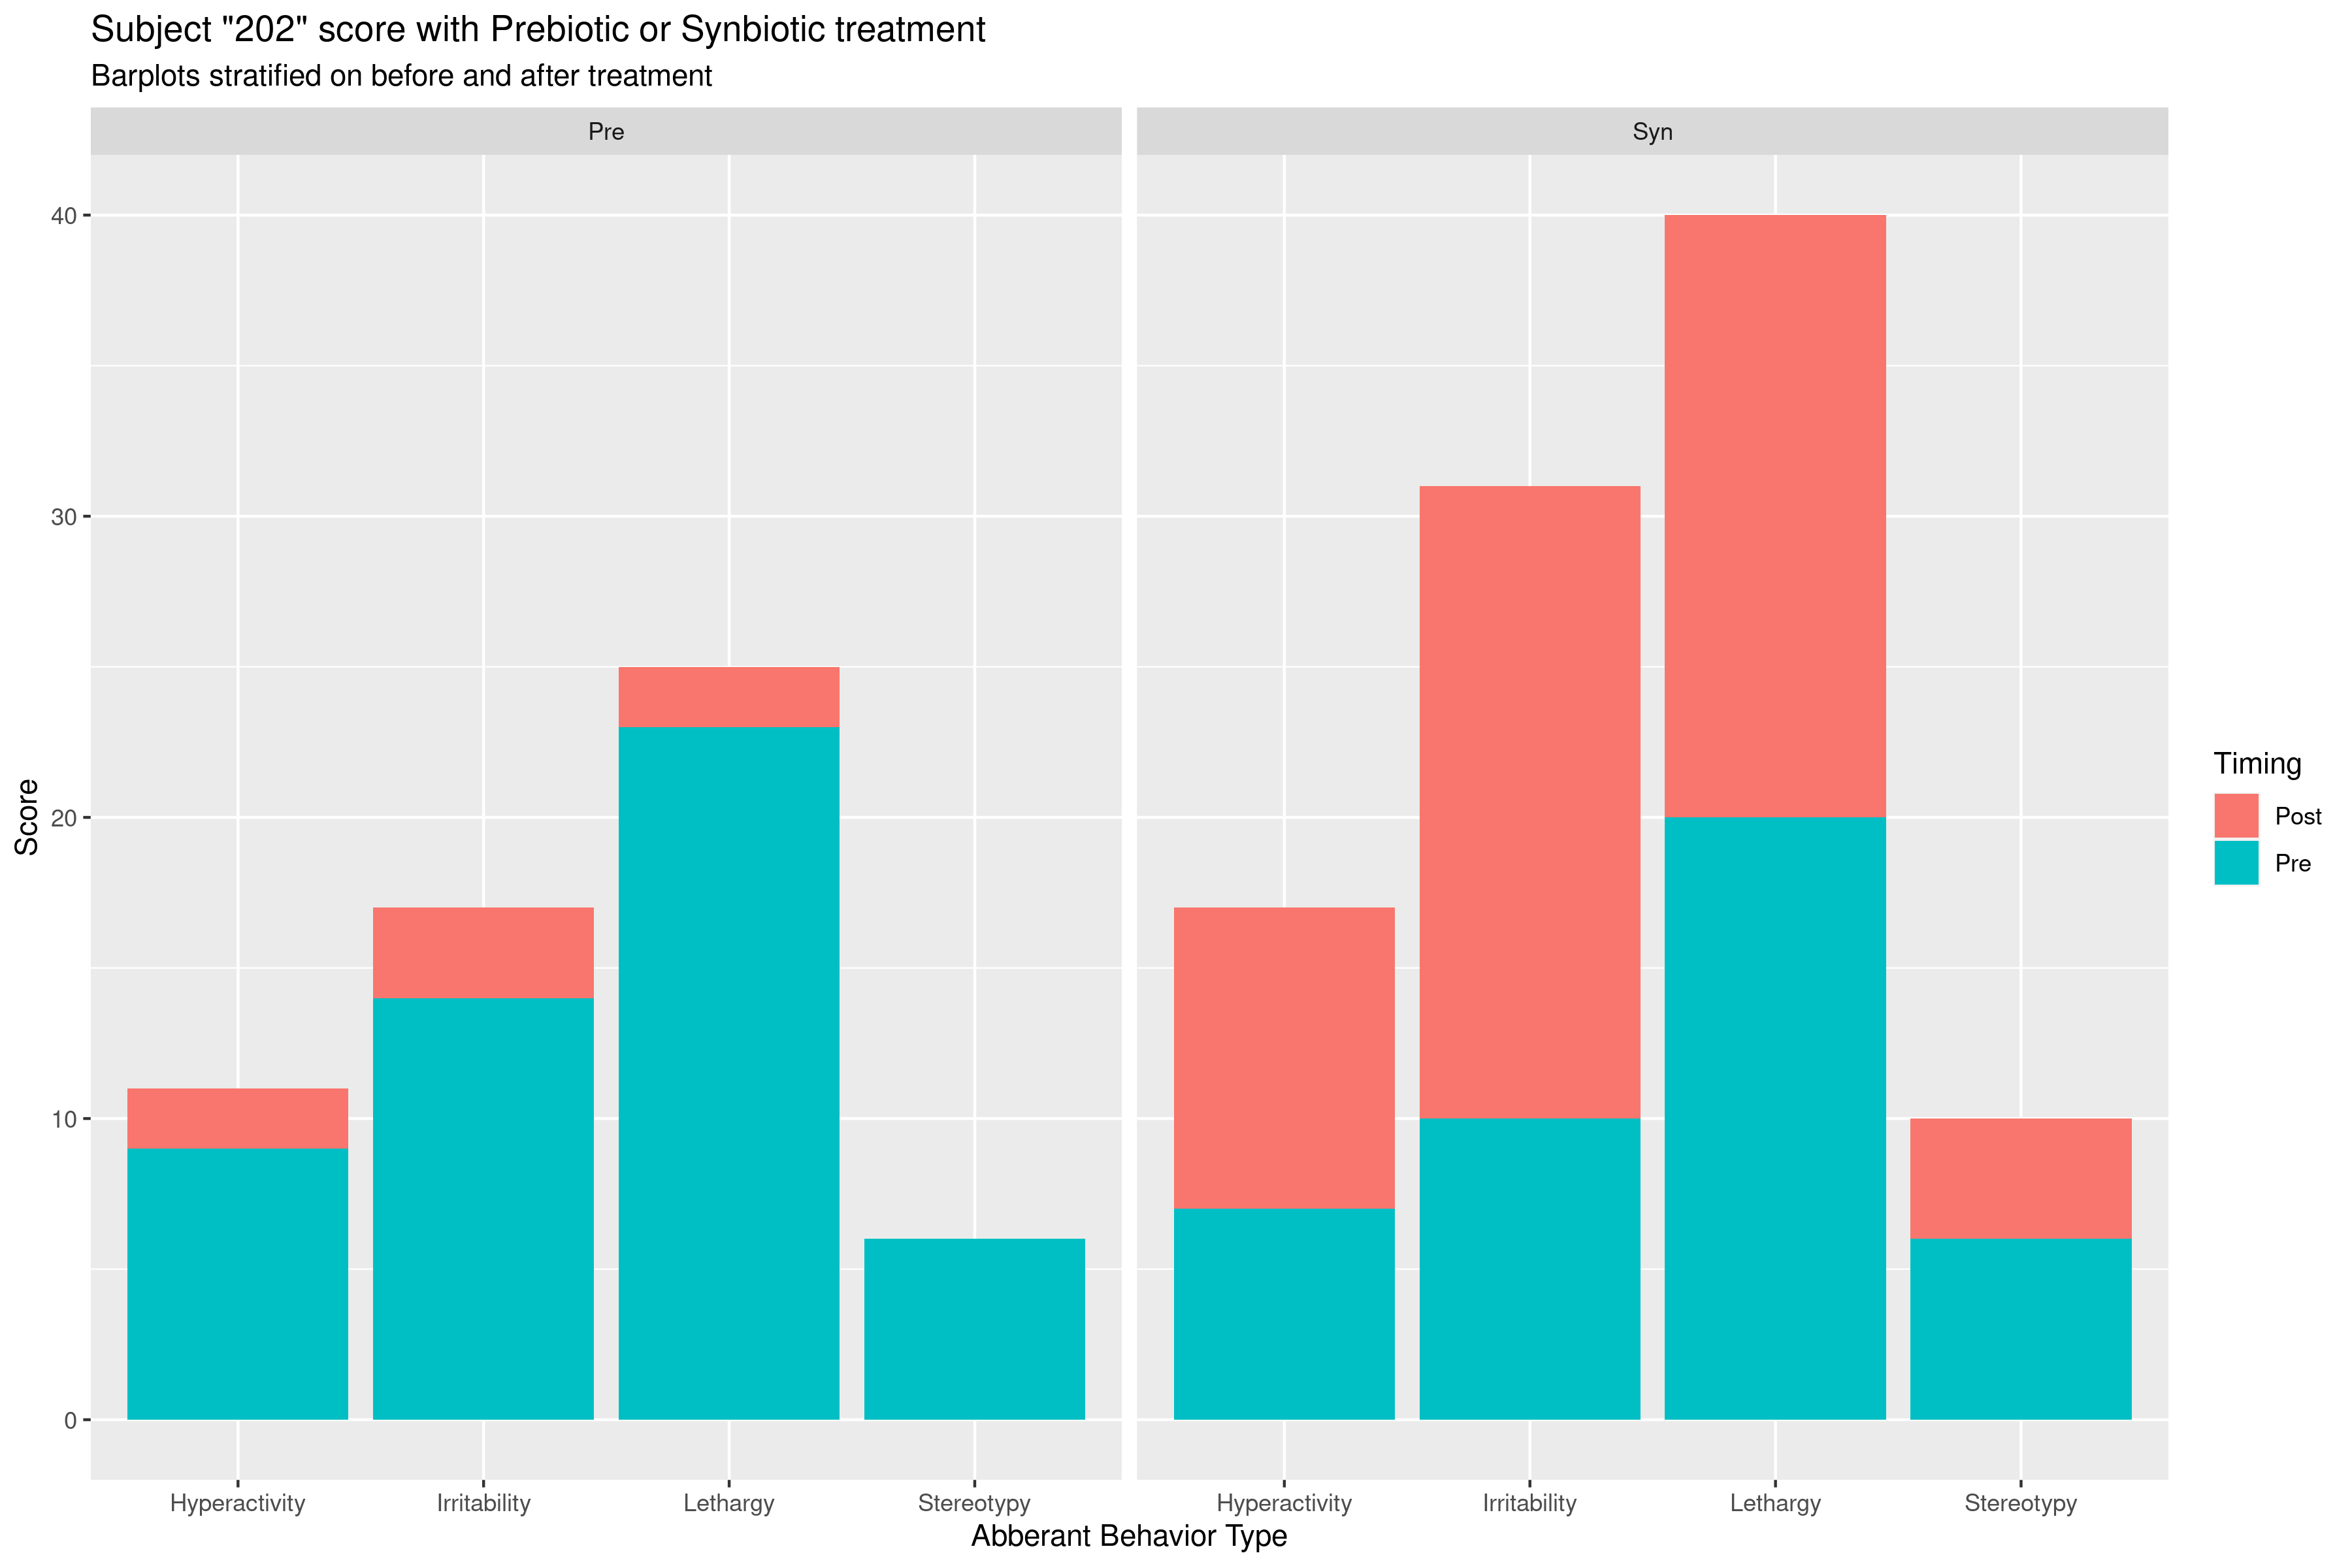 Subject "202" score with Prebiotic or Synbiotic treatment
Barplots stratified on before and after treatment
Pre
Syn
40
30
20
10
0
Score
Hyperactivity Irritability Lethargy Stereotypy
Hyperactivity Irritability Lethargy Stereotypy
Abberant Behavior Type
Timing
Post
Pre